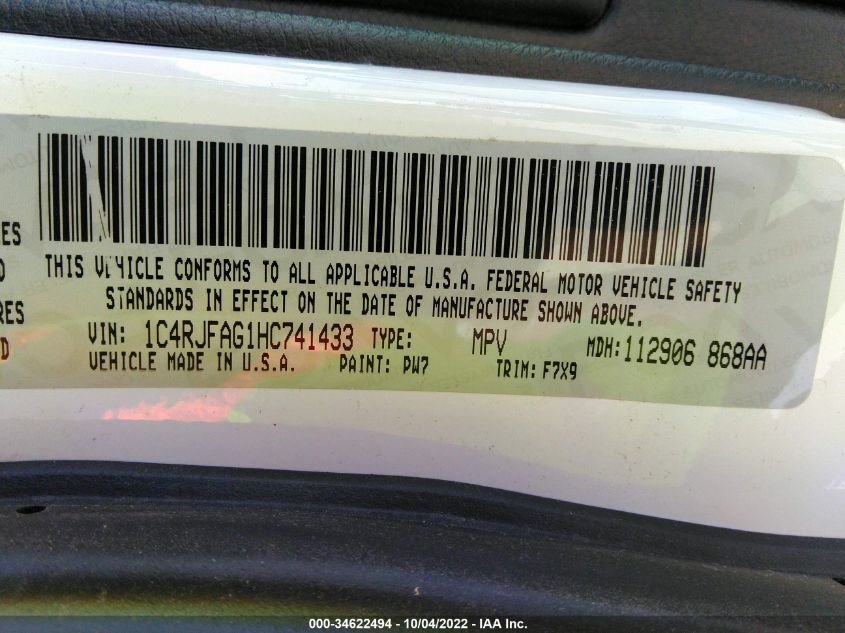 ES
D
RES
D
THIS VEHICLE CONFORMS TO ALL APPLICABLE U.S.A. FEDERAL MOTOR VEHICLE SAFETY
STANDARDS IN EFFECT ON THE DATE OF MANUFACTURE SHOWN ABOVE.
VIN: 1C4RJFAG1HC741433 TYPE: MPV MDH:112906 868AA
VEHICLE MADE IN U.S.A. PAINT: PW7 TRIM: F7X9
000-34622494 - 10/04/2022 - IAA Inc.